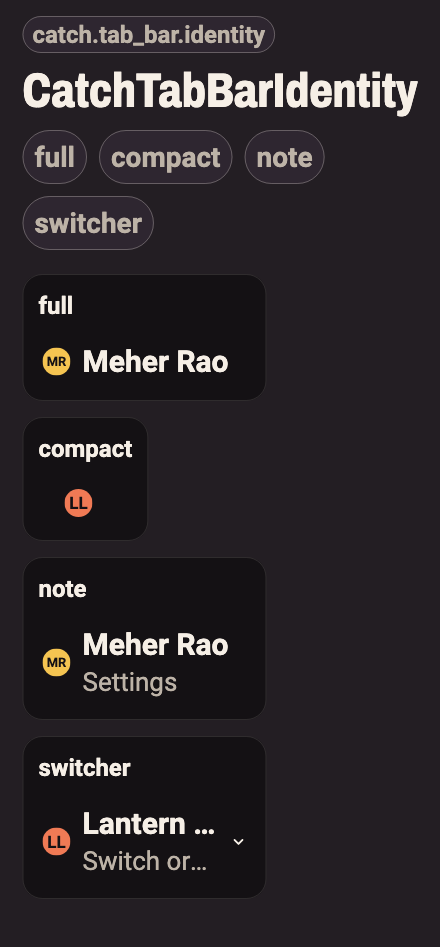 catch.tab_bar.identity
CatchTabBarIdentity
full compact note
switcher
full
MR Meher Rao
compact
LL
note
MR Meher Rao
Settings
switcher
LL Lantern ...
Switch or...